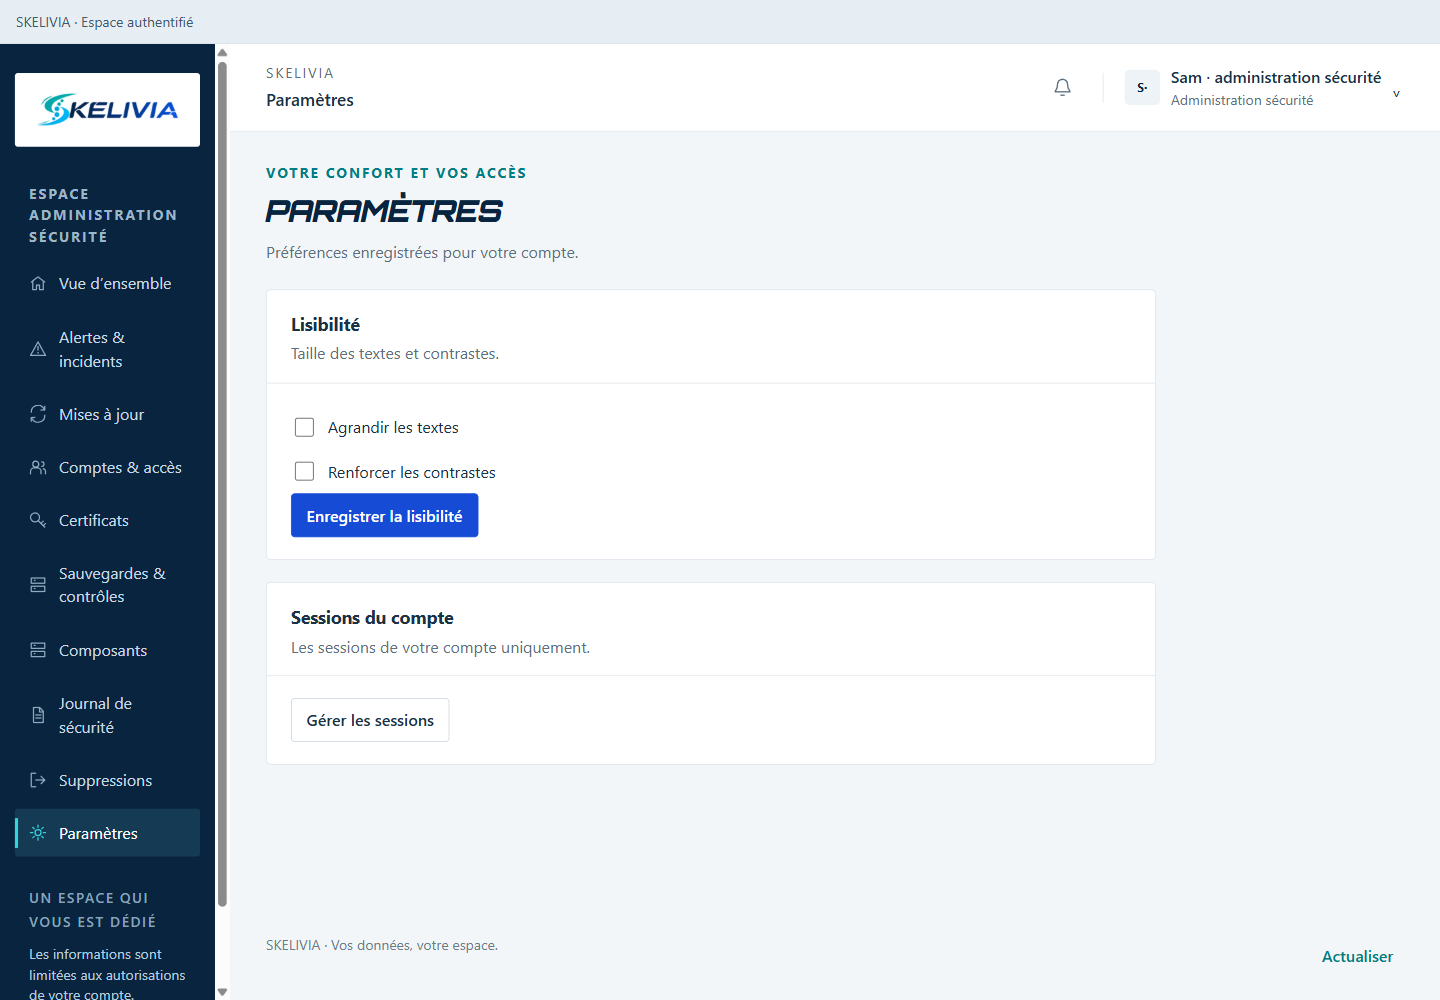 SKELIVIA · Espace authentifié
SKELIVIA
ESPACE
ADMINISTRATION
SÉCURITÉ
Vue d’ensemble
Alertes &
incidents
Mises à jour
Comptes & accès
Certificats
Sauvegardes &
contrôles
Composants
Journal de
sécurité
Suppressions
Paramètres
UN ESPACE QUI
VOUS EST DÉDIÉ
Les informations sont
limitées aux autorisations
de votre compte.
SKELIVIA
Paramètres
S·
Sam · administration sécurité
Administration sécurité
v
VOTRE CONFORT ET VOS ACCÈS
PARAMÈTRES
Préférences enregistrées pour votre compte.
Lisibilité
Taille des textes et contrastes.
Agrandir les textes
Renforcer les contrastes
Enregistrer la lisibilité
Sessions du compte
Les sessions de votre compte uniquement.
Gérer les sessions
SKELIVIA · Vos données, votre espace.
Actualiser